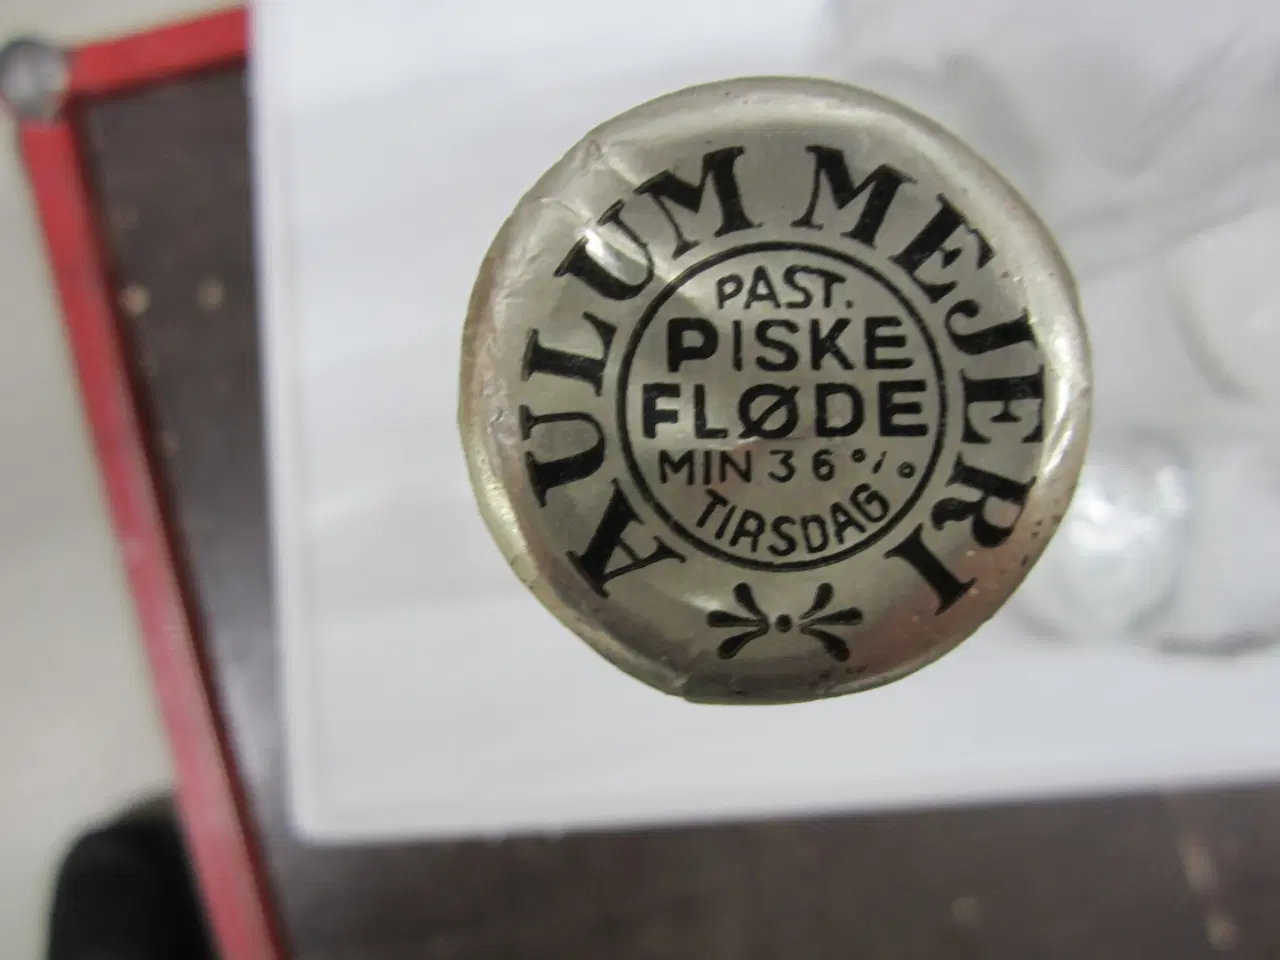 AULUM MEJERI
PAST.
PISKE
FLØDE
MIN 36%
TIRSDAG